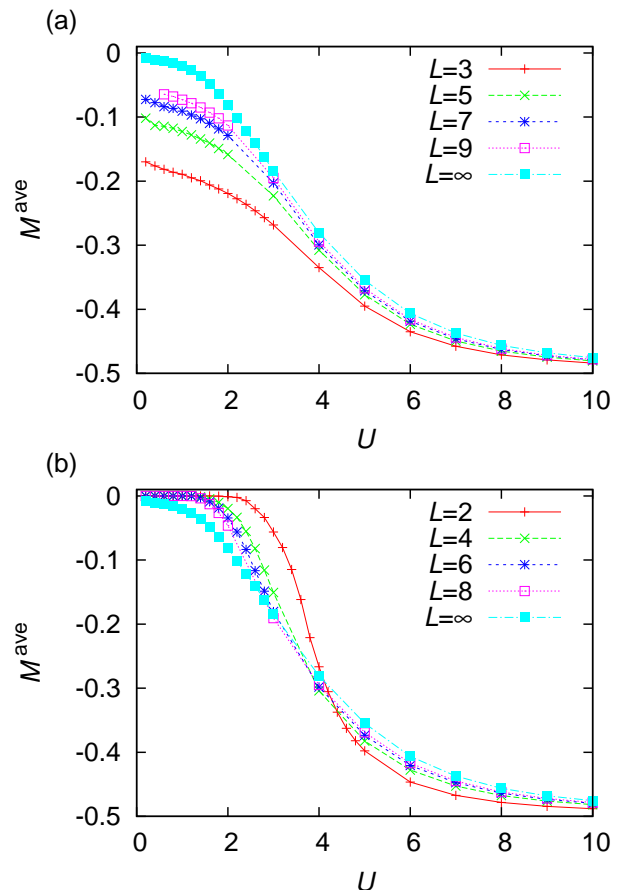 (a)
0
-0.1
-0.2
-0.3
-0.4
-0.5
M ave
0 2 4 6 8 10
U
L=3
L=5
L=7
L=9
L=∞
(b)
0
-0.1
-0.2
-0.3
-0.4
-0.5
M ave
0 2 4 6 8 10
U
L=2
L=4
L=6
L=8
L=∞